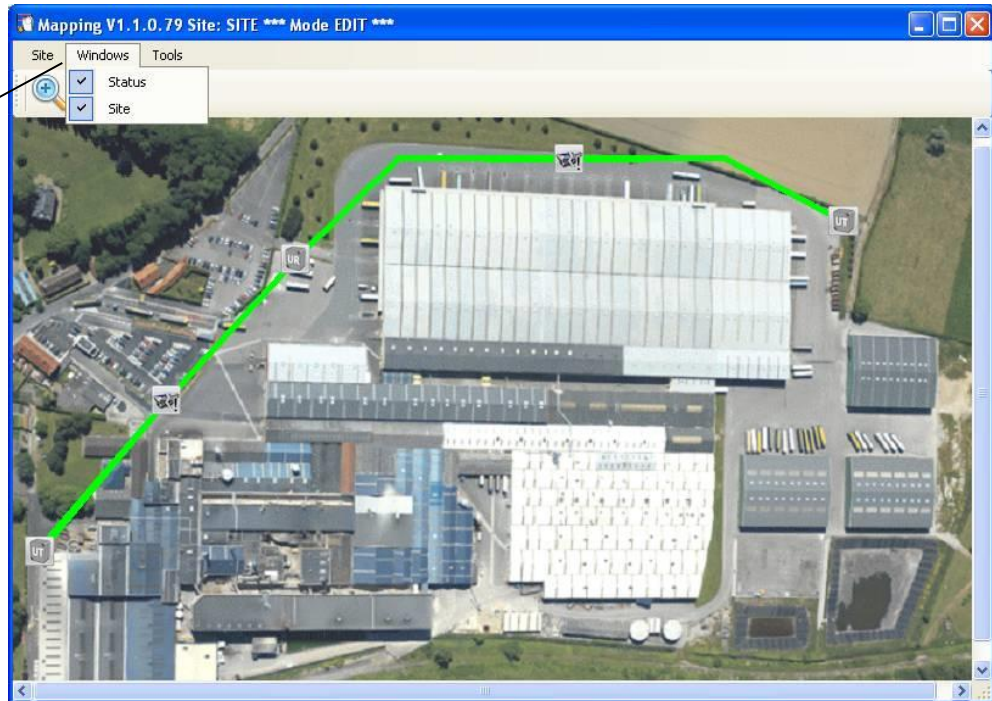 Mapping V1.1.0.79 Site: SITE *** Mode EDIT ***
Site Windows Tools
Status
Site
UT
UR
UT